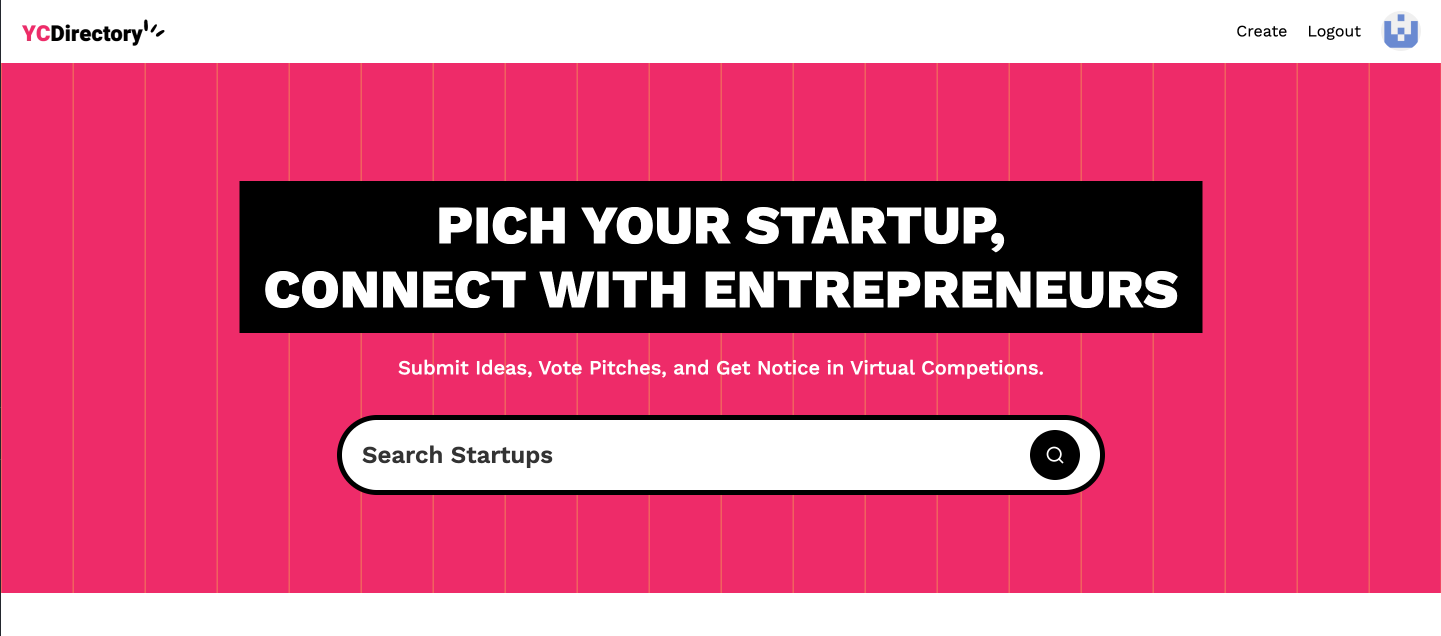 YCDirectory
Create Logout
PICH YOUR STARTUP,
CONNECT WITH ENTREPRENEURS
Submit Ideas, Vote Pitches, and Get Notice in Virtual Competions.
Search Startups